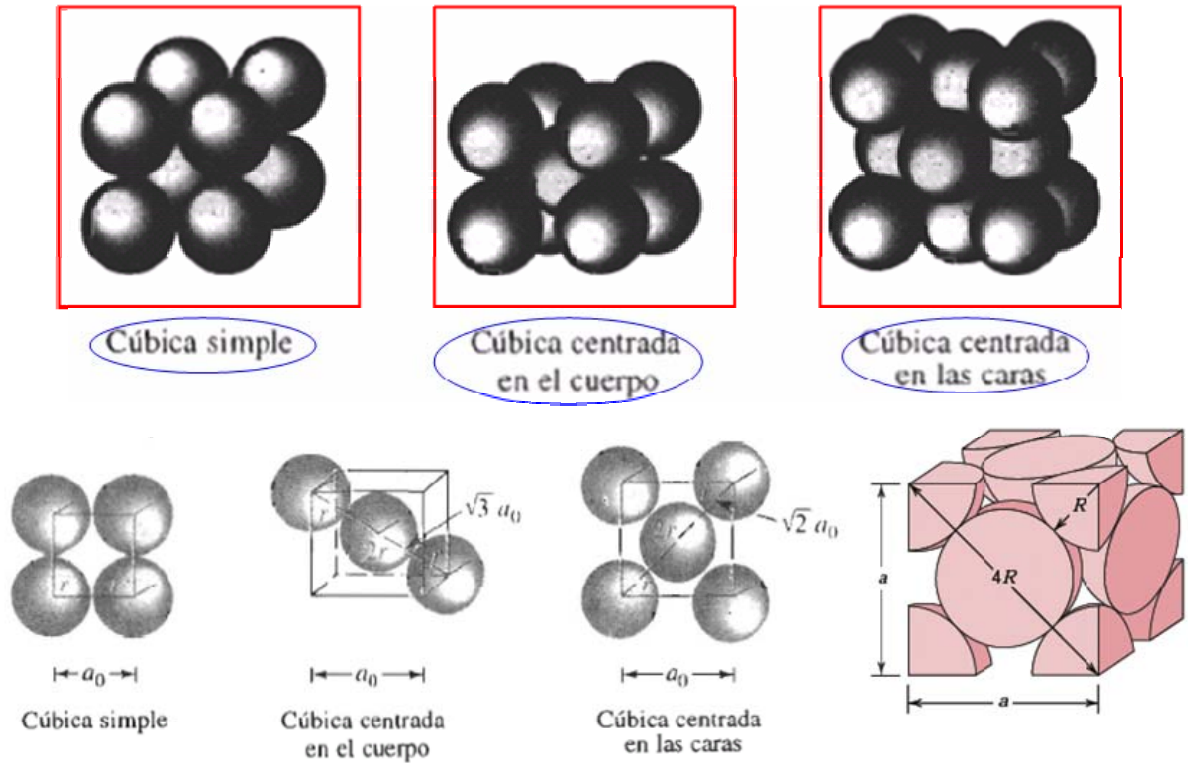 Cúbica simple
Cúbica centrada
en el cuerpo
Cúbica centrada
en las caras
r
a₀
Cúbica simple
r
2r
r
√3 a₀
a₀
Cúbica centrada
en el cuerpo
r
2r
r
√2 a₀
a₀
Cúbica centrada
en las caras
R
4R
a
a